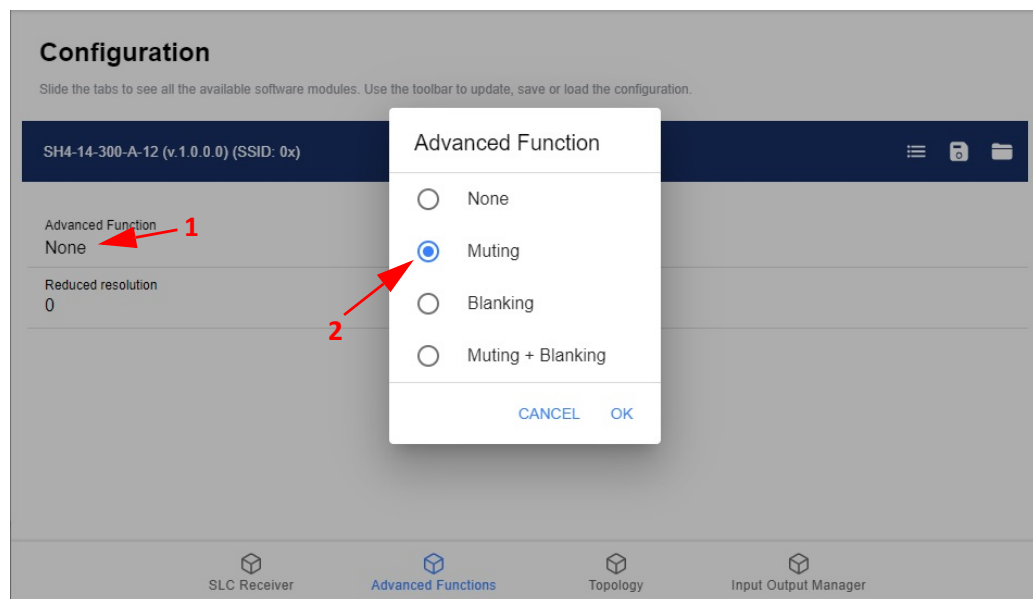 Configuration
Slide the tabs to see all the available software modules. Use the toolbar to update, save or load the configuration.
SH4-14-300-A-12 (v.1.0.0.0) (SSID: 0x)
Advanced Function
None
1
Reduced resolution
0
2
Advanced Function
None
Muting
Blanking
Muting + Blanking
CANCEL OK
SLC Receiver
Advanced Functions
Topology
Input Output Manager